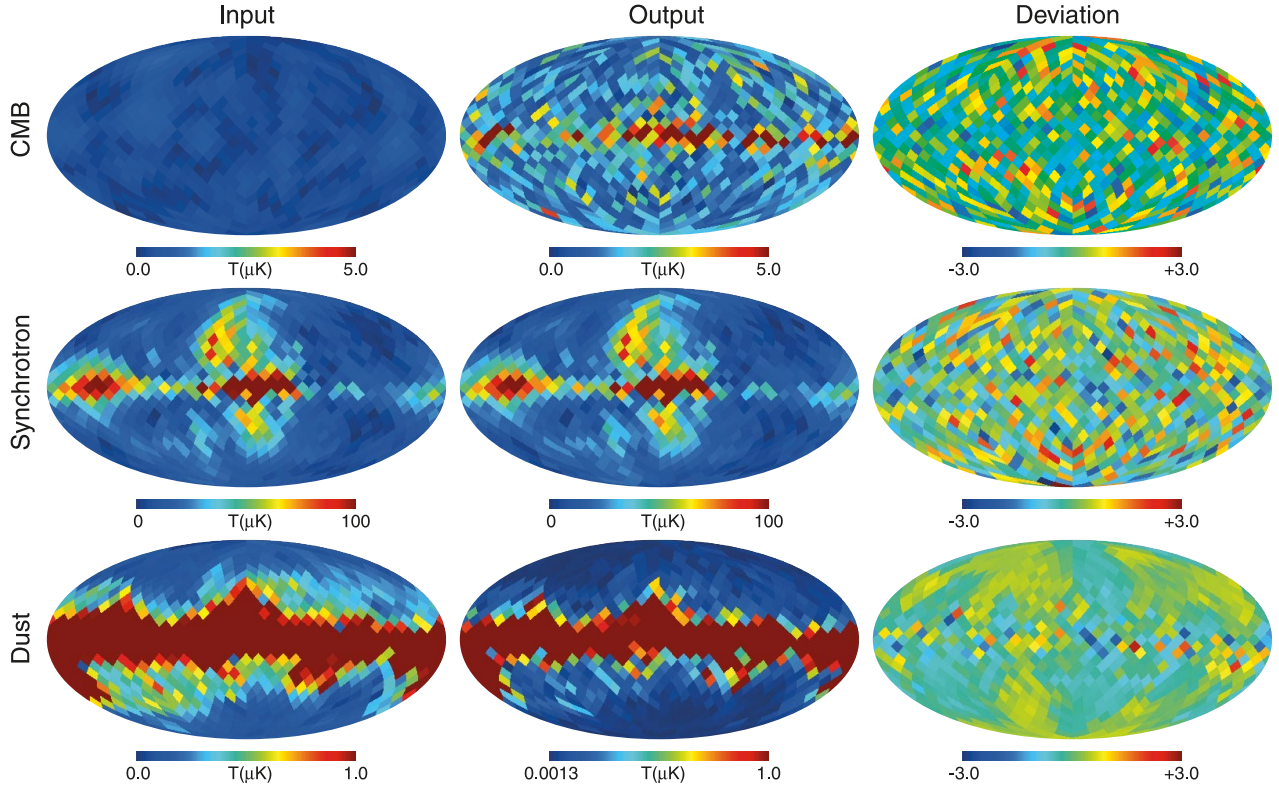 Input Output Deviation
CMB
0.0 T(μK) 5.0 0.0 T(μK) 5.0 -3.0 +3.0
Synchrotron
0 T(μK) 100 0 T(μK) 100 -3.0 +3.0
Dust
0.0 T(μK) 1.0 0.0013 T(μK) 1.0 -3.0 +3.0